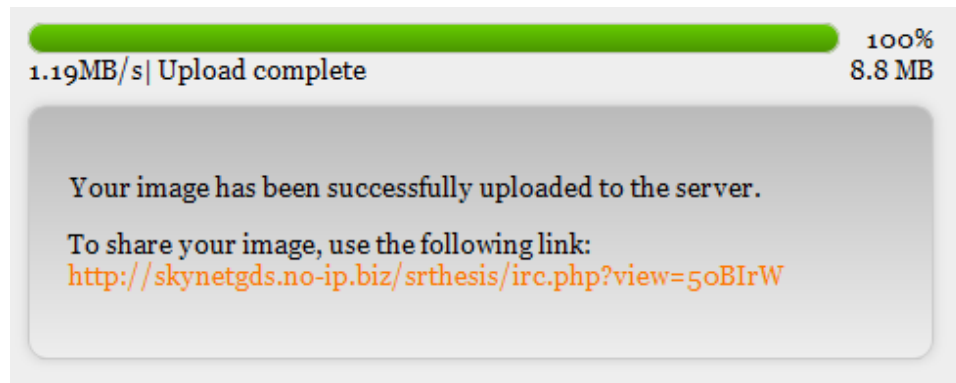 100%
1.19MB/s| Upload complete
8.8 MB
Your image has been successfully uploaded to the server.
To share your image, use the following link:
http://skynetgds.no-ip.biz/srthesis/irc.php?view=50BIrW